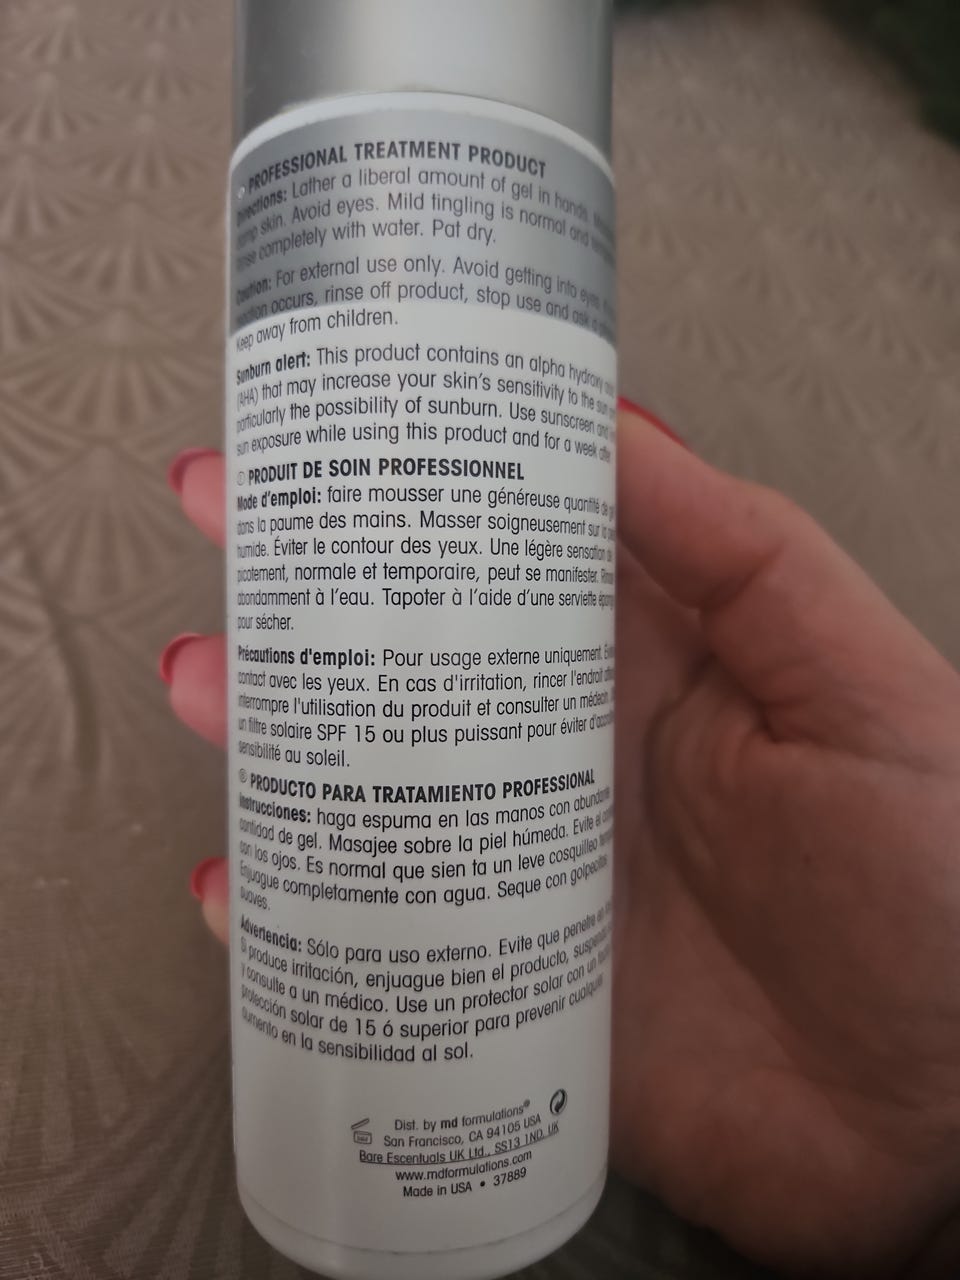 PROFESSIONAL TREATMENT PRODUCT
Directions: Lather a liberal amount of gel in hands.
damp skin. Avoid eyes. Mild tingling is normal and
rinse completely with water. Pat dry.
Caution: For external use only. Avoid getting into eyes.
reaction occurs, rinse off product, stop use and ask a
Keep away from children.
Sunburn alert: This product contains an alpha hydroxy
(AHA) that may increase your skin's sensitivity to the sun
particularly the possibility of sunburn. Use sunscreen and
sun exposure while using this product and for a week after
PRODUIT DE SOIN PROFESSIONNEL
Mode d'emploi: faire mousser une généreuse quantité de
dans la paume des mains. Masser soigneusement sur la
humide. Éviter le contour des yeux. Une légère sensation
picotement, normale et temporaire, peut se manifester.
abondamment à l'eau. Tapoter à l'aide d'une serviette
pour sécher.
Précautions d'emploi: Pour usage externe uniquement.
contact avec les yeux. En cas d'irritation, rincer l'endroit
interrompre l'utilisation du produit et consulter un médecin.
un filtre solaire SPF 15 ou plus puissant pour éviter
sensibilité au soleil.
PRODUCTO PARA TRATAMIENTO PROFESSIONAL
Instrucciones: haga espuma en las manos con
cantidad de gel. Masajee sobre la piel húmeda. Evite el
con los ojos. Es normal que sien ta un leve cosquilleo
Enjuague completamente con agua. Seque con golpecitos
suaves.
Adveriencia: Sólo para uso externo. Evite que penetre en
Si produce irritación, enjuague bien el producto,
y consulte a un médico. Use un protector solar con un
protección solar de 15 ó superior para prevenir cualquier
aumento en la sensibilidad al sol.
Dist. by md formulations®
San Francisco, CA 94105 USA
Bare Escentuals UK Ltd., SS13 1ND, UK
www.mdformulations.com
Made in USA • 37889